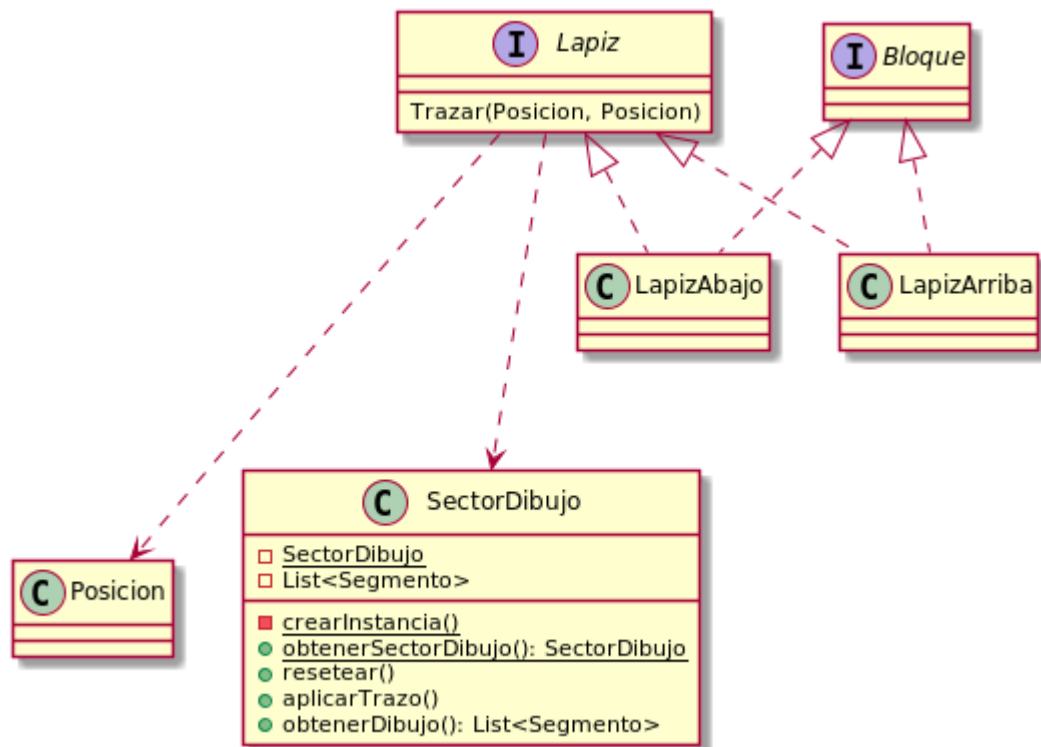 I Lapiz
Trazar(Posicion, Posicion)
I Bloque
C LapizAbajo
C LapizArriba
C SectorDibujo
SectorDibujo
List<Segmento>
crearInstancia()
obtenerSectorDibujo(): SectorDibujo
resetear()
aplicarTrazo()
obtenerDibujo(): List<Segmento>
C Posicion